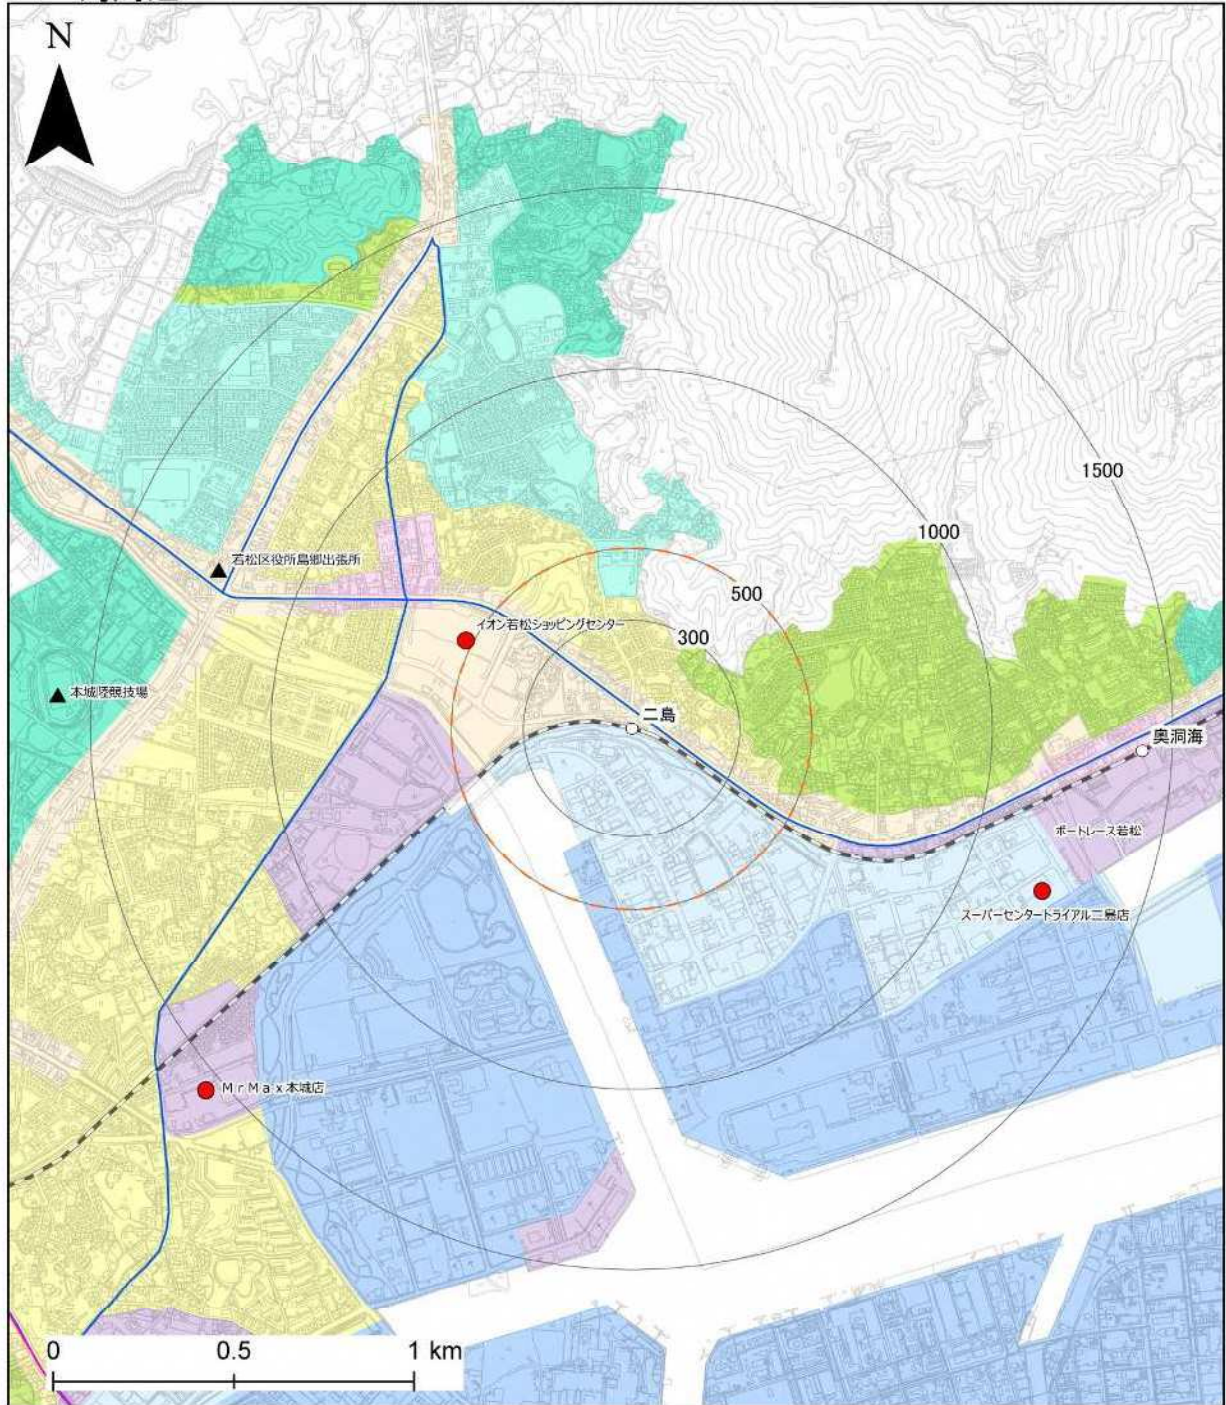 N
1500
1000
若松区役所島郷出張所
500
イオン若松ショッピングセンター
300
本城陸競技場
二島
奥洞海
ボートレース若松
スーパーセンタートライアル二島店
MrMax本城店
0 0.5 1 km